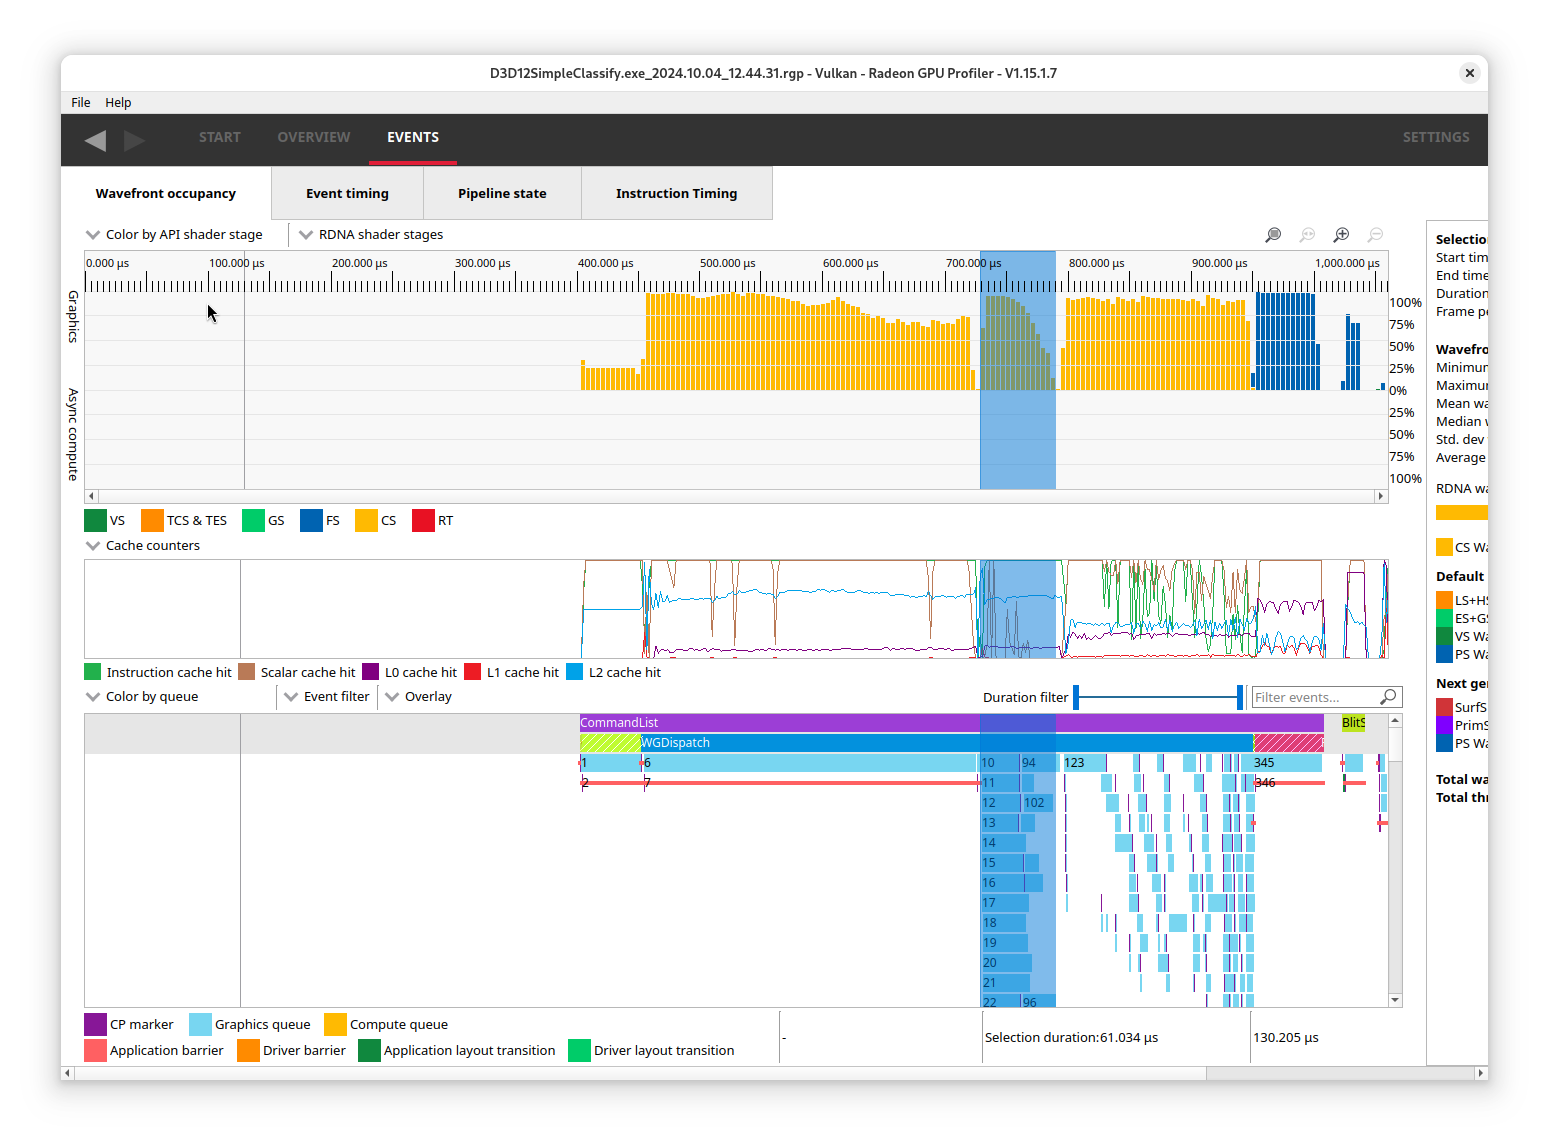 D3D12SimpleClassify.exe_2024.10.04_12.44.31.rgp - Vulkan - Radeon GPU Profiler - V1.15.1.7
File Help
START OVERVIEW EVENTS SETTINGS
Wavefront occupancy Event timing Pipeline state Instruction Timing
Color by API shader stage RDNA shader stages
0.000 µs 100.000 µs 200.000 µs 300.000 µs 400.000 µs 500.000 µs 600.000 µs 700.000 µs 800.000 µs 900.000 µs 1,000.000 µs
Graphics
100%
75%
50%
25%
0%
Async compute
25%
50%
75%
100%
VS TCS & TES GS FS CS RT
Cache counters
Instruction cache hit Scalar cache hit L0 cache hit L1 cache hit L2 cache hit
Color by queue Event filter Overlay Duration filter Filter events...
CommandList BlitS
WGDispatch
1 6 10 94 123 345
2 7 11 346
12 102
13
14
15
16
17
18
19
20
21
22 96
CP marker Graphics queue Compute queue
Application barrier Driver barrier Application layout transition Driver layout transition
- Selection duration:61.034 µs 130.205 µs
Selectio
Start tim
End time
Duration
Frame pe
Wavefro
Minimum
Maximu
Mean wa
Median w
Std. dev
Average
RDNA wa
CS Wa
Default
LS+HS
ES+GS
VS Wa
PS Wa
Next gen
SurfS
PrimS
PS Wa
Total wa
Total thr